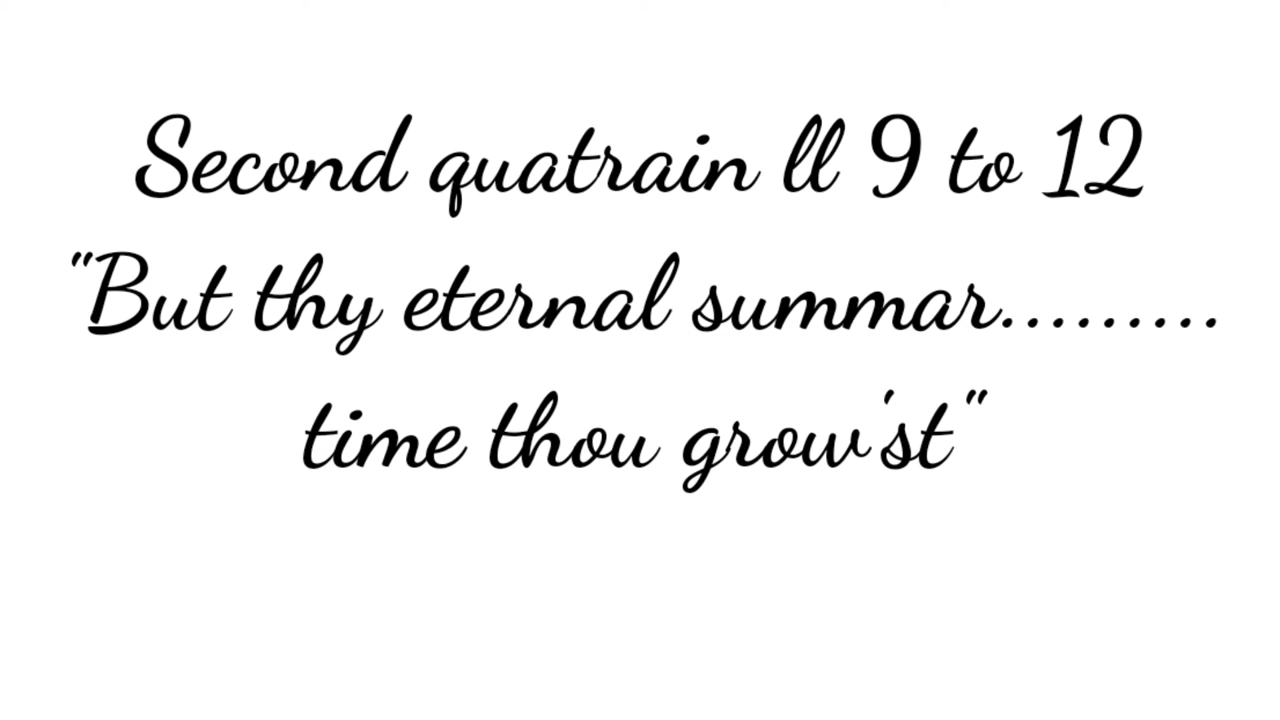 Second quatrain ll 9 to 12
"But thy eternal summar.........
time thou grow'st"